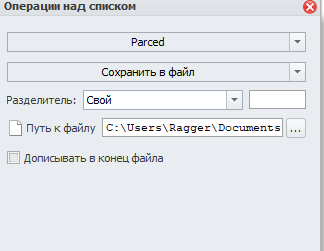 Операции над списком
Parced
Сохранить в файл
Разделитель: Свой
Путь к файлу C:\Users\Ragger\Documents ...
Дописывать в конец файла